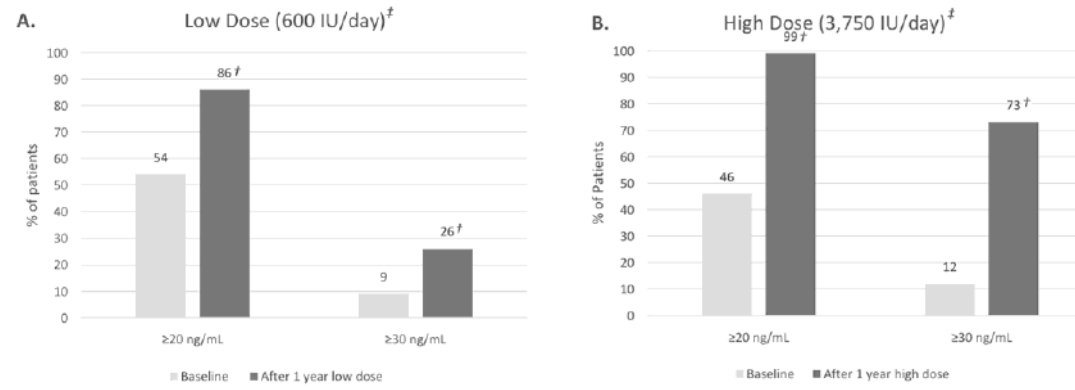 A.
Low Dose (600 IU/day)‡
100
90
80
70
60
50
40
30
20
10
0
% of patients
54
86†
9
26†
≥20 ng/mL
≥30 ng/mL
Baseline
After 1 year low dose
B.
High Dose (3,750 IU/day)‡
100
90
80
70
60
50
40
30
20
10
0
% of Patients
46
99†
12
73†
≥20 ng/mL
≥30 ng/mL
Baseline
After 1 year high dose